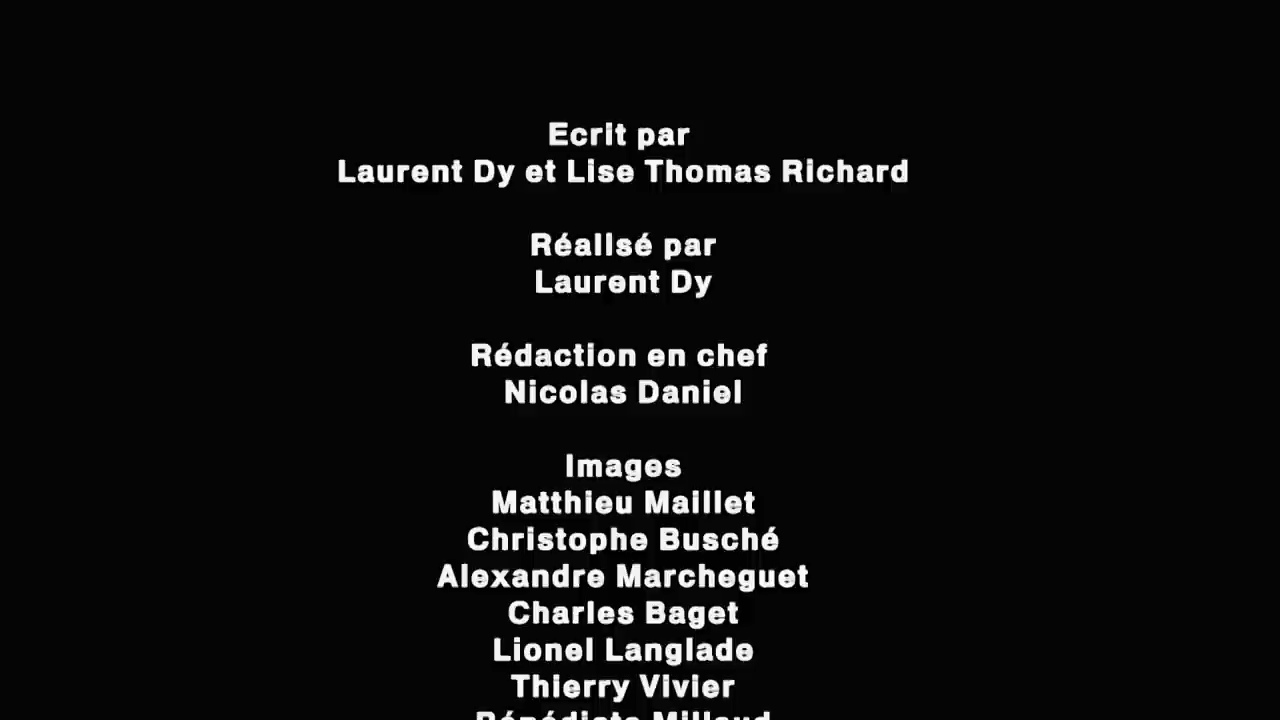 Ecrit par
Laurent Dy et Lise Thomas Richard
Réalisé par
Laurent Dy
Rédaction en chef
Nicolas Daniel
Images
Matthieu Maillet
Christophe Busché
Alexandre Marcheguet
Charles Baget
Lionel Langlade
Thierry Vivier